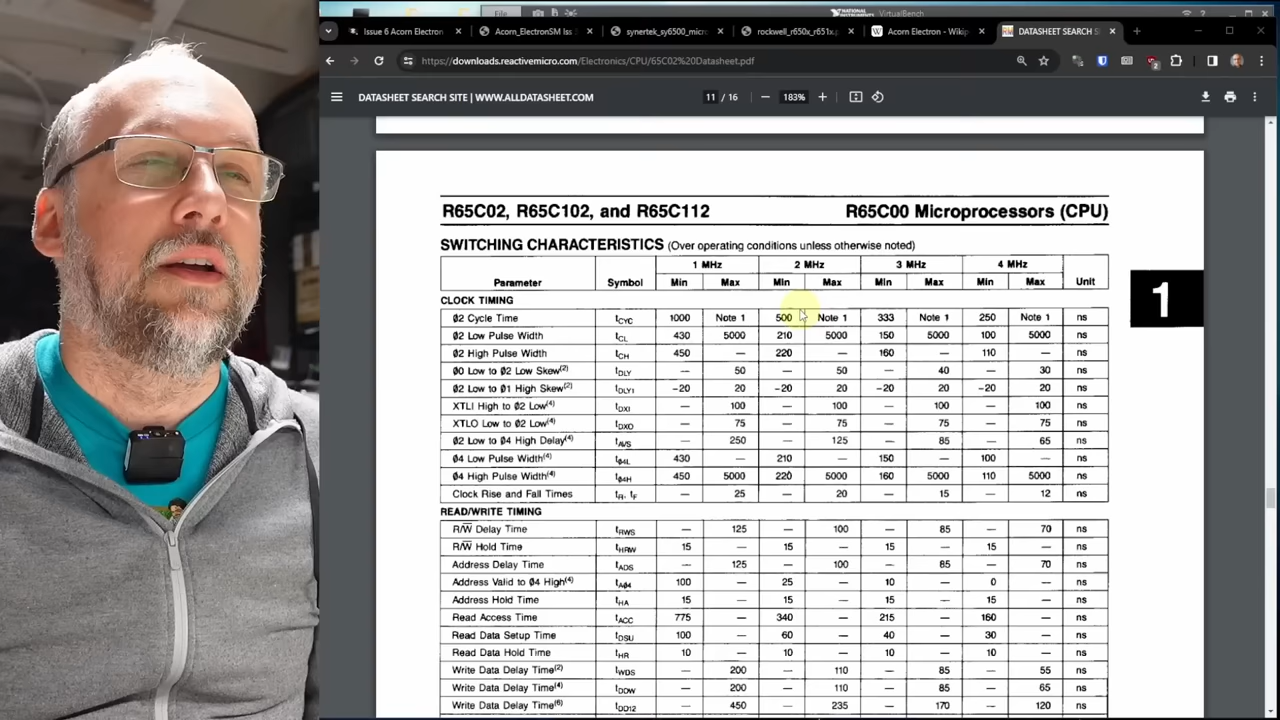 File
NATIONAL INSTRUMENTS VirtualBench
Issue 6 Acorn Electron
Acorn_ElectronSM Iss
synertek_sy6500_micro
rockwell_r650x_r651x.
Acorn Electron - Wikip
DATASHEET SEARCH S
https://downloads.reactivemicro.com/Electronics/CPU/65C02%20Datasheet.pdf
DATASHEET SEARCH SITE | WWW.ALLDATASHEET.COM
11 / 16
183%
R65C02, R65C102, and R65C112 R65C00 Microprocessors (CPU)
SWITCHING CHARACTERISTICS (Over operating conditions unless otherwise noted)
1 MHz 2 MHz 3 MHz 4 MHz
Parameter Symbol Min Max Min Max Min Max Min Max Unit
CLOCK TIMING
Ø2 Cycle Time tCYC 1000 Note 1 500 Note 1 333 Note 1 250 Note 1 ns
Ø2 Low Pulse Width tCL 430 5000 210 5000 150 5000 100 5000 ns
Ø2 High Pulse Width tCH 450 — 220 — 160 — 110 — ns
Ø0 Low to Ø2 Low Skew(2) tDLY — 50 — 50 — 40 — 30 ns
Ø2 Low to Ø1 High Skew(2) tDLY1 -20 20 -20 20 -20 20 -20 20 ns
XTLI High to Ø2 Low(4) tDXI — 100 — 100 — 100 — 100 ns
XTLO Low to Ø2 Low(4) tDXO — 75 — 75 — 75 — 75 ns
Ø2 Low to Ø4 High Delay(4) tAVS — 250 — 125 — 85 — 65 ns
Ø4 Low Pulse Width(4) tØ4L 430 — 210 — 150 — 100 — ns
Ø4 High Pulse Width(4) tØ4H 450 5000 220 5000 160 5000 110 5000 ns
Clock Rise and Fall Times tR, tF — 25 — 20 — 15 — 12 ns
READ/WRITE TIMING
R/W̅ Delay Time tRWS — 125 — 100 — 85 — 70 ns
R/W̅ Hold Time tHRW 15 — 15 — 15 — 15 — ns
Address Delay Time tADS — 125 — 100 — 85 — 70 ns
Address Valid to Ø4 High(4) tAØ4 100 — 25 — 10 — 0 — ns
Address Hold Time tHA 15 — 15 — 15 — 15 — ns
Read Access Time tACC 775 — 340 — 215 — 160 — ns
Read Data Setup Time tDSU 100 — 60 — 40 — 30 — ns
Read Data Hold Time tHR 10 — 10 — 10 — 10 — ns
Write Data Delay Time(2) tWDS — 200 — 110 — 85 — 55 ns
Write Data Delay Time(4) tDDW — 200 — 110 — 85 — 65 ns
Write Data Delay Time(6) tDD12 — 450 — 235 — 170 — 120 ns
1